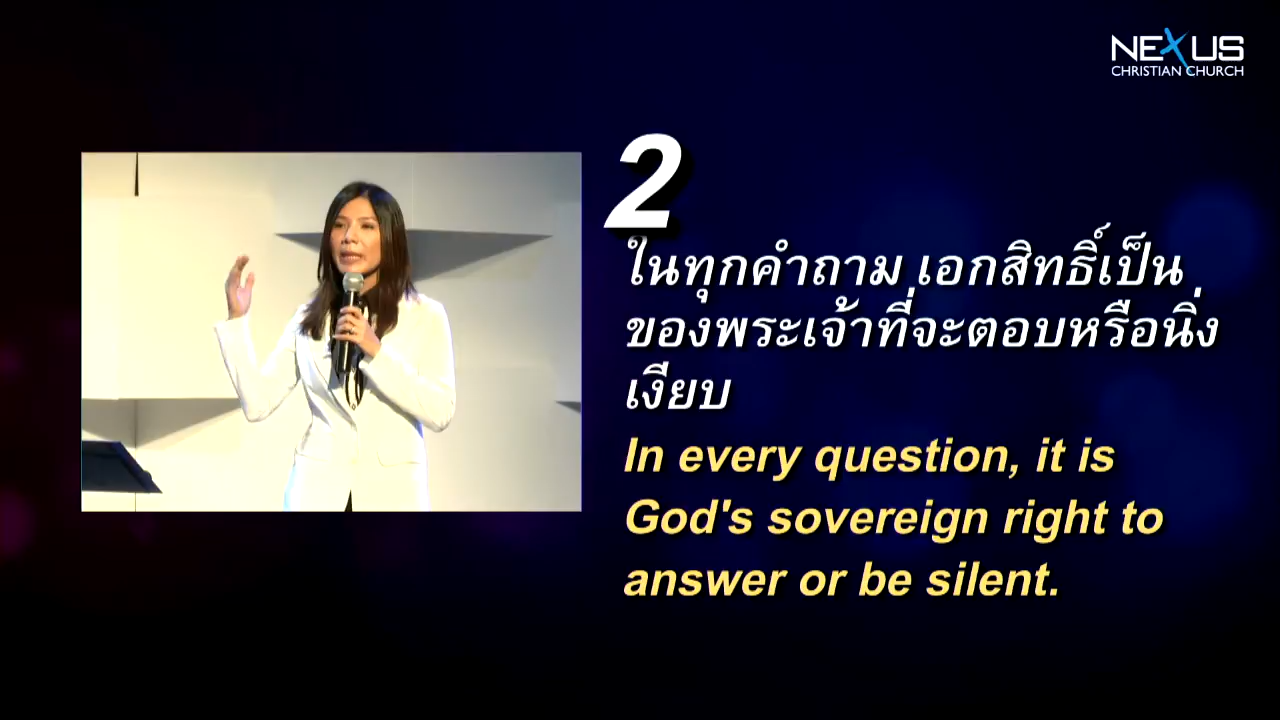 NEXUS
CHRISTIAN CHURCH
2
ในทุกคำถาม เอกสิทธิ์เป็น
ของพระเจ้าที่จะตอบหรือนิ่ง
เงียบ
In every question, it is
God's sovereign right to
answer or be silent.